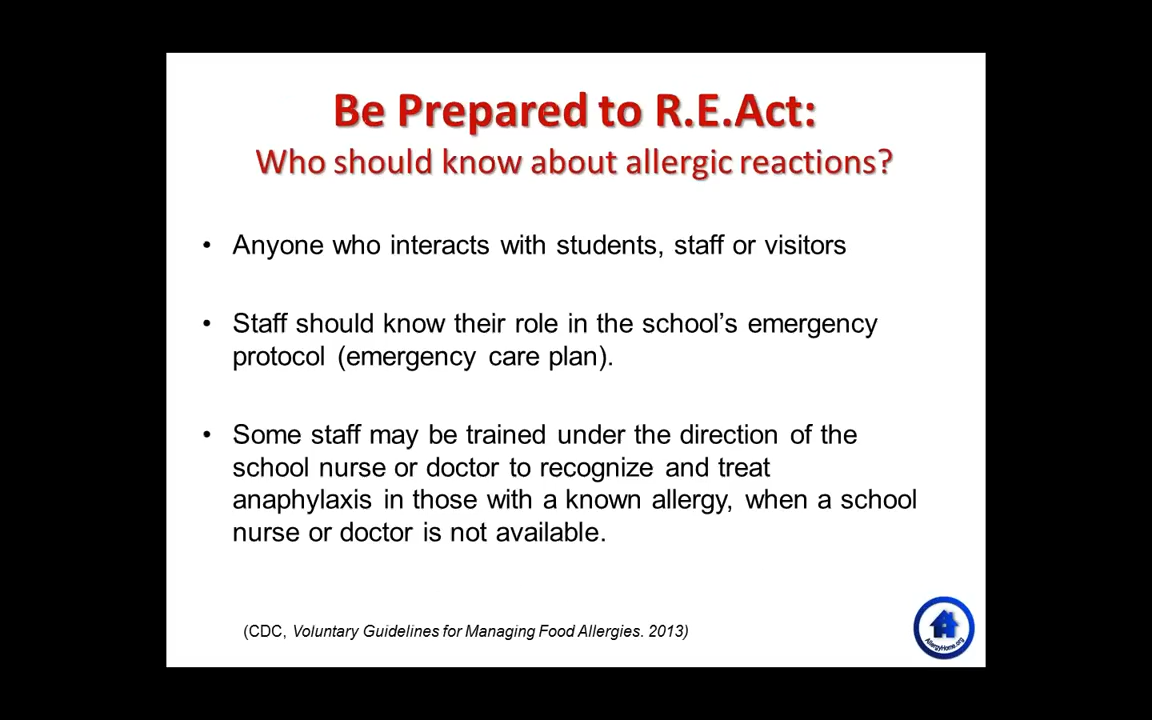 Be Prepared to R.E.Act:
Who should know about allergic reactions?
• Anyone who interacts with students, staff or visitors
• Staff should know their role in the school’s emergency
protocol (emergency care plan).
• Some staff may be trained under the direction of the
school nurse or doctor to recognize and treat
anaphylaxis in those with a known allergy, when a school
nurse or doctor is not available.
(CDC, Voluntary Guidelines for Managing Food Allergies. 2013)
AllergyHome.org